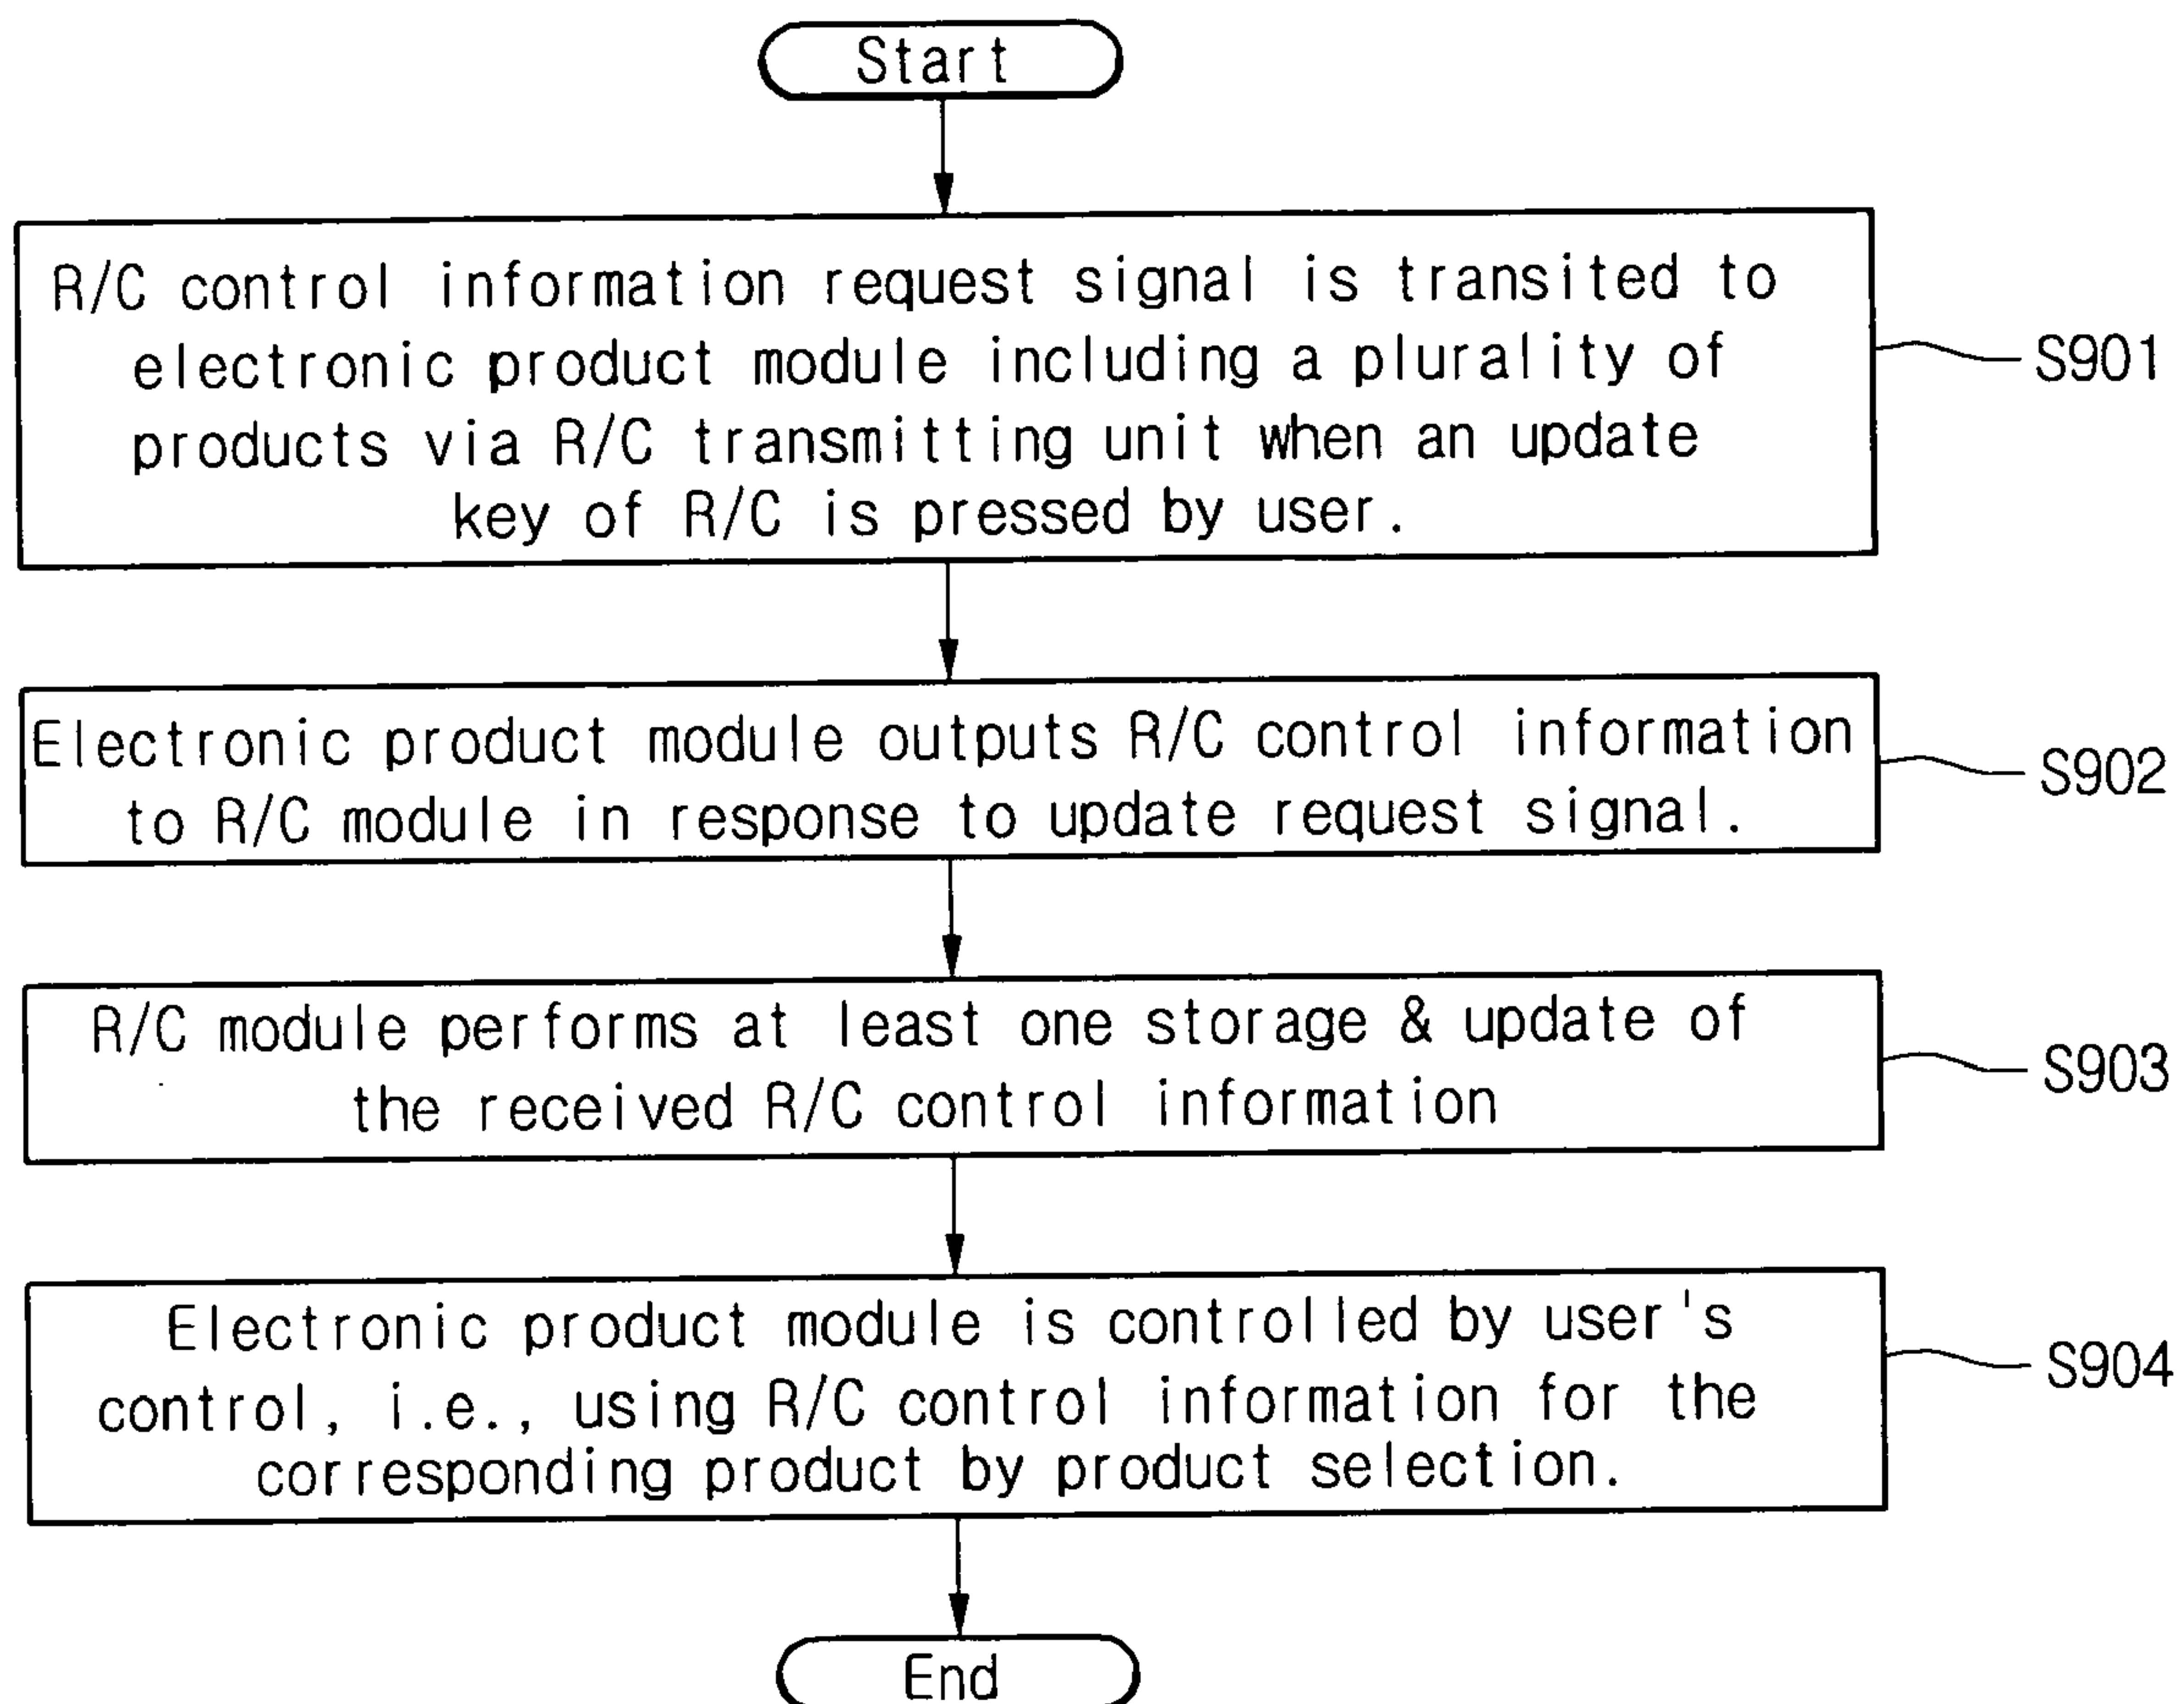 Start
R/C control information request signal is transited to
electronic product module including a plurality of
products via R/C transmitting unit when an update
key of R/C is pressed by user.
S901
Electronic product module outputs R/C control information
to R/C module in response to update request signal.
S902
R/C module performs at least one storage & update of
the received R/C control information
S903
Electronic product module is controlled by user's
control, i.e., using R/C control information for the
corresponding product by product selection.
S904
End